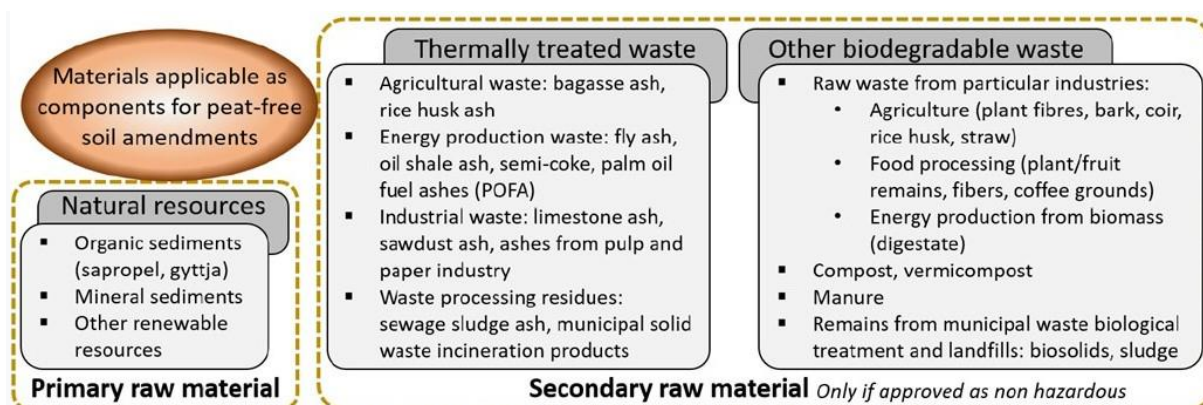 Materials applicable as
components for peat-free
soil amendments
Natural resources
▪ Organic sediments
(sapropel, gyttja)
▪ Mineral sediments
▪ Other renewable
resources
Primary raw material
Thermally treated waste
▪ Agricultural waste: bagasse ash,
rice husk ash
▪ Energy production waste: fly ash,
oil shale ash, semi-coke, palm oil
fuel ashes (POFA)
▪ Industrial waste: limestone ash,
sawdust ash, ashes from pulp and
paper industry
▪ Waste processing residues:
sewage sludge ash, municipal solid
waste incineration products
Other biodegradable waste
▪ Raw waste from particular industries:
• Agriculture (plant fibres, bark, coir,
rice husk, straw)
• Food processing (plant/fruit
remains, fibers, coffee grounds)
• Energy production from biomass
(digestate)
▪ Compost, vermicompost
▪ Manure
▪ Remains from municipal waste biological
treatment and landfills: biosolids, sludge
Secondary raw material Only if approved as non hazardous